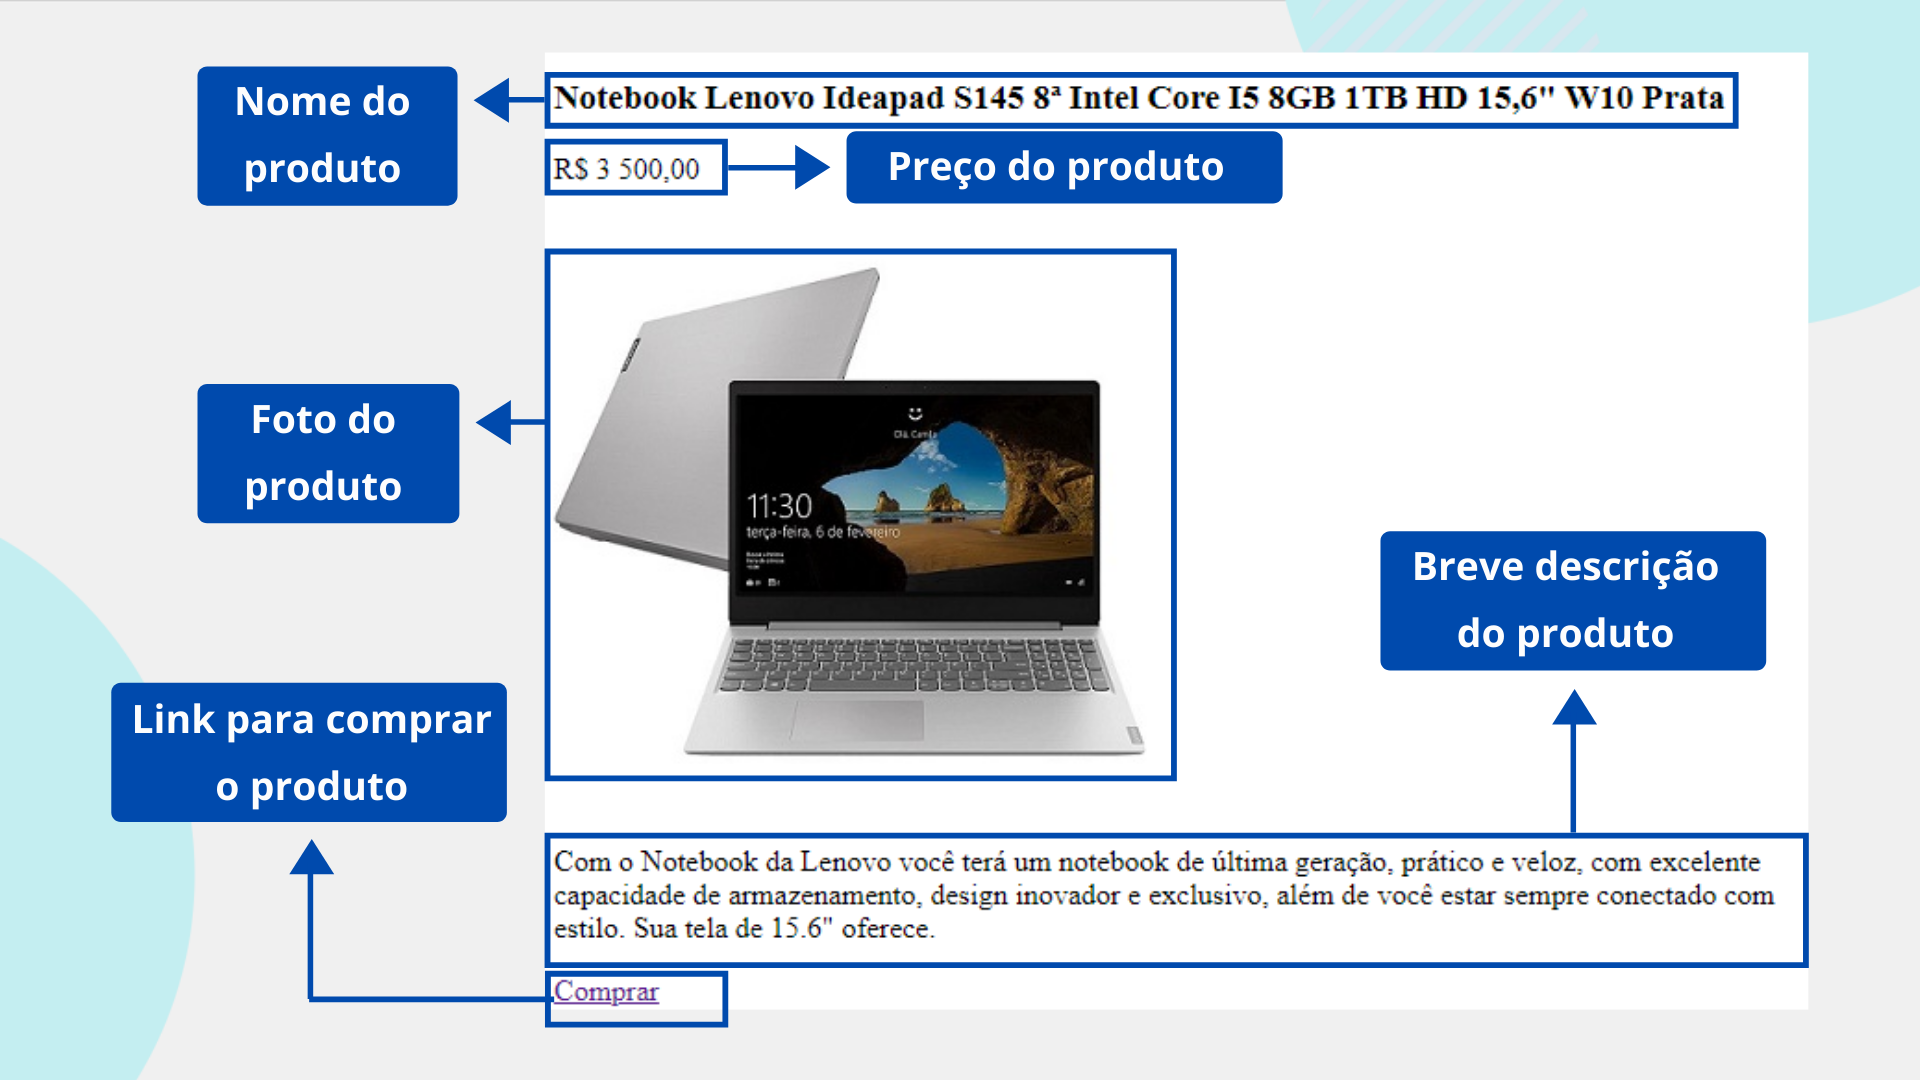 Nome do
produto
Notebook Lenovo Ideapad S145 8ª Intel Core I5 8GB 1TB HD 15,6" W10 Prata
R$ 3 500,00
Preço do produto
Foto do
produto
Olá, Camila
11:30
terça-feira, 6 de fevereiro
Breve descrição
do produto
Link para comprar
o produto
Com o Notebook da Lenovo você terá um notebook de última geração, prático e veloz, com excelente
capacidade de armazenamento, design inovador e exclusivo, além de você estar sempre conectado com
estilo. Sua tela de 15.6" oferece.
Comprar